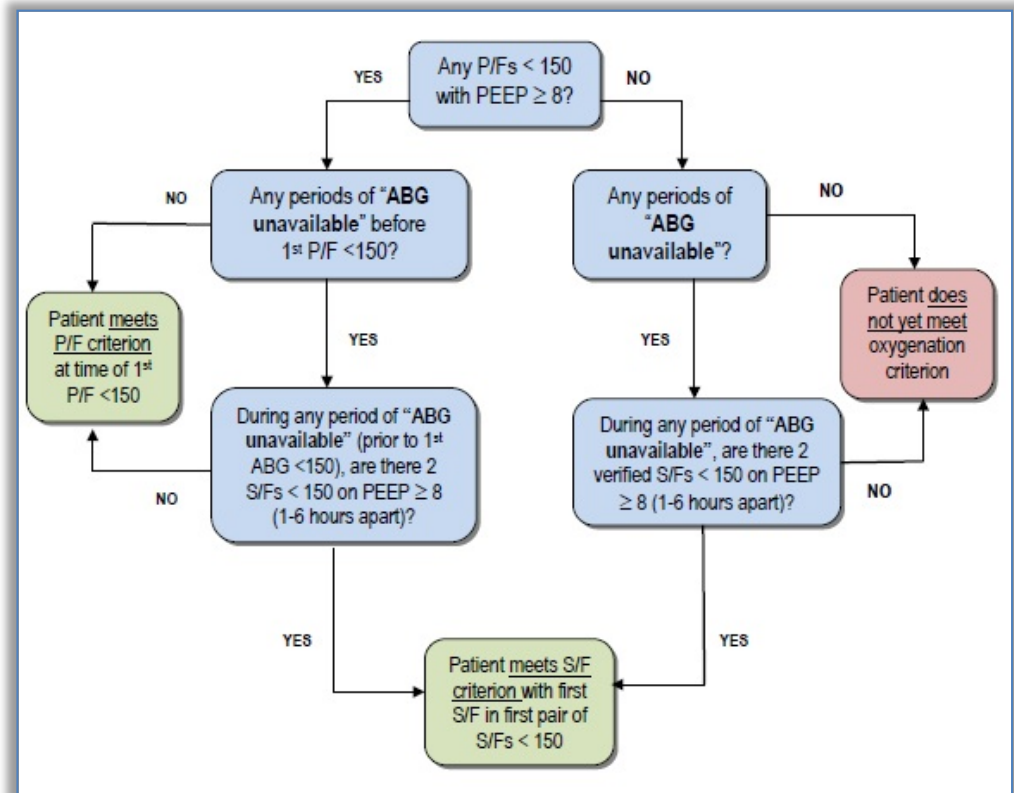 Any P/Fs < 150
with PEEP ≥ 8?
YES
NO
Any periods of “ABG
unavailable” before
1st P/F <150?
NO
Any periods of
“ABG
unavailable”?
NO
Patient meets
P/F criterion
at time of 1st
P/F <150
YES
YES
Patient does
not yet meet
oxygenation
criterion
During any period of “ABG
unavailable” (prior to 1st
ABG <150), are there 2
S/Fs < 150 on PEEP ≥ 8
(1-6 hours apart)?
NO
During any period of “ABG
unavailable”, are there 2
verified S/Fs < 150 on PEEP
≥ 8 (1-6 hours apart)?
NO
YES
YES
Patient meets S/F
criterion with first
S/F in first pair of
S/Fs < 150